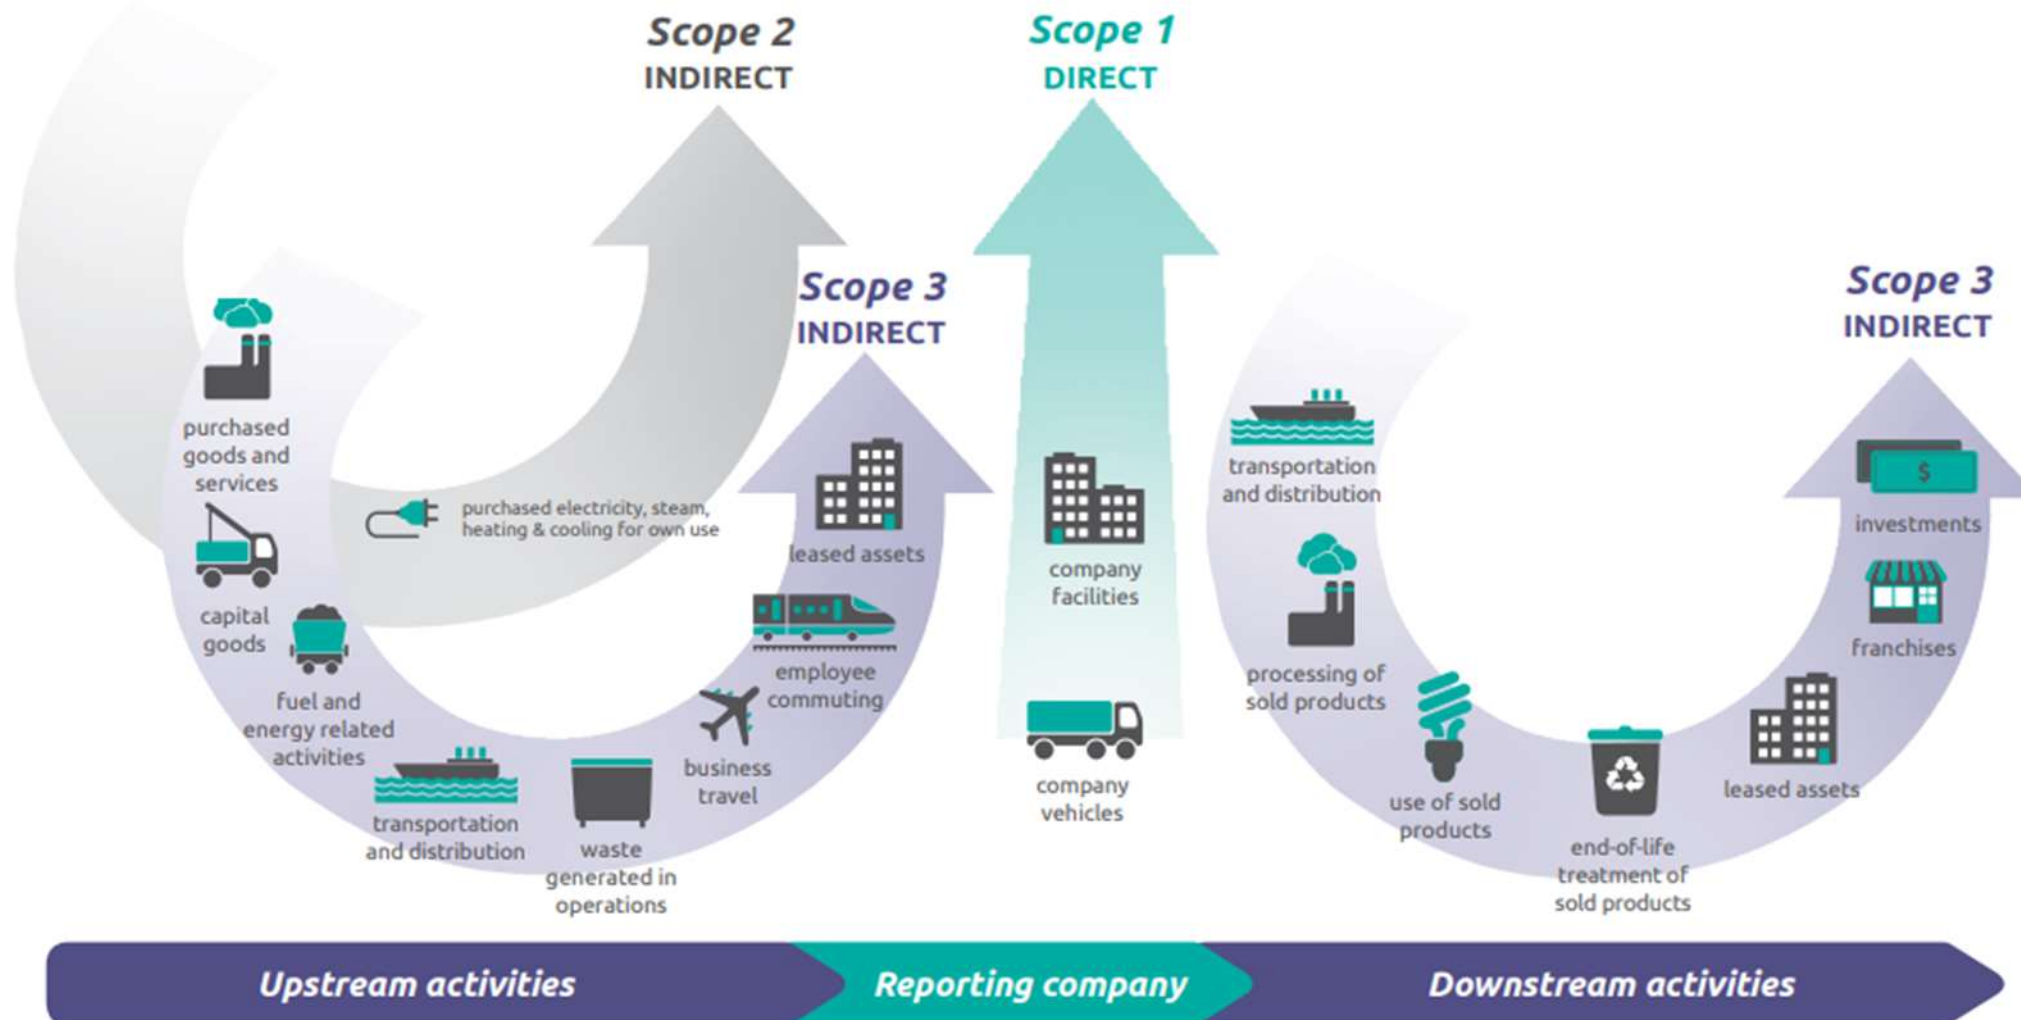 Scope 2
INDIRECT
Scope 1
DIRECT
Scope 3
INDIRECT
Scope 3
INDIRECT
purchased
goods and
services
capital
goods
fuel and
energy related
activities
purchased electricity, steam,
heating & cooling for own use
transportation
and distribution
waste
generated in
operations
business
travel
employee
commuting
leased assets
company
facilities
company
vehicles
transportation
and distribution
processing of
sold products
use of sold
products
end-of-life
treatment of
sold products
leased assets
franchises
$
investments
Upstream activities
Reporting company
Downstream activities